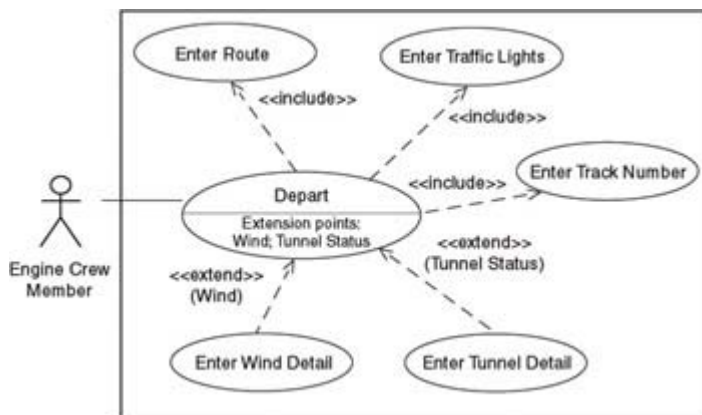 Enter Route
Enter Traffic Lights
<<include>>
<<include>>
Enter Track Number
<<include>>
Depart
Extension points:
Wind; Tunnel Status
Engine Crew
Member
<<extend>>
(Wind)
<<extend>>
(Tunnel Status)
Enter Wind Detail
Enter Tunnel Detail